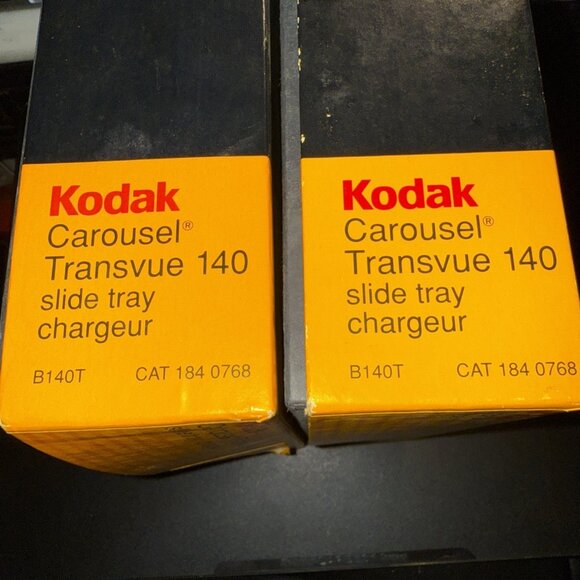 Kodak
Carousel®
Transvue 140
slide tray
chargeur
B140T CAT 184 0768
Kodak
Carousel®
Transvue 140
slide tray
chargeur
B140T CAT 184 0768